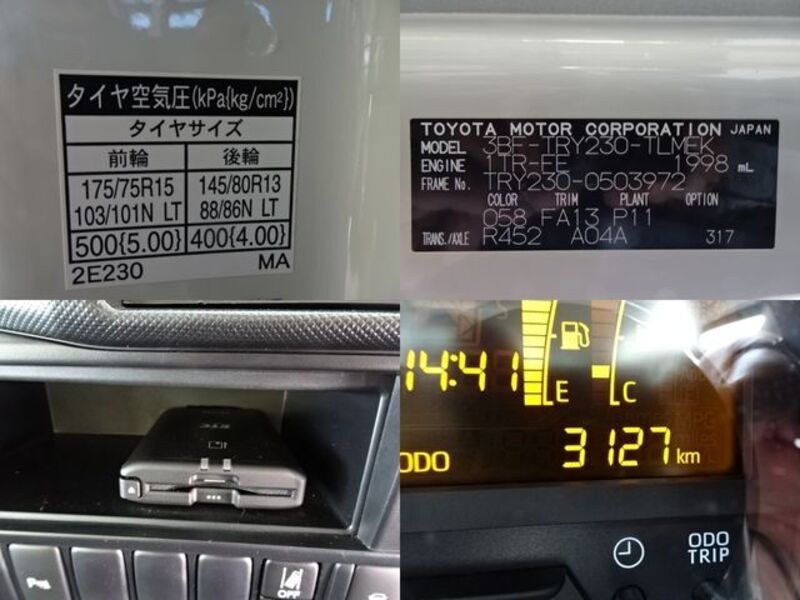 タイヤ空気圧(kPa{kg/cm²})
タイヤサイズ
前輪 後輪
175/75R15 145/80R13
103/101N LT 88/86N LT
500{5.00} 400{4.00}
2E230 MA
TOYOTA MOTOR CORPORATION JAPAN
MODEL 3BF-TRY230-TLMEK
ENGINE 1TR-FE 1998 mL
FRAME No. TRY230-0503972
COLOR TRIM PLANT OPTION
058 FA13 P11
TRANS./AXLE R452 A04A 317
ETC
OFF
14:41
E C
ODO 3127 km
ODO
TRIP